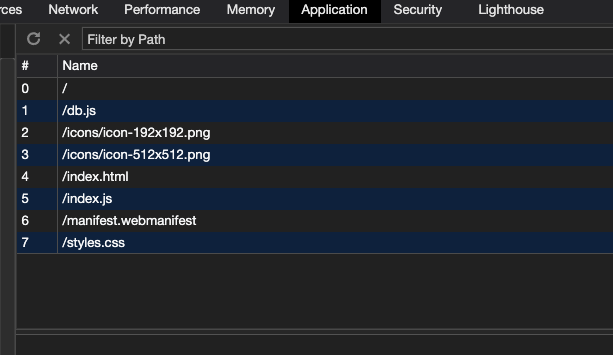 rces Network Performance Memory Application Security Lighthouse
Filter by Path
# Name
0 /
1 /db.js
2 /icons/icon-192x192.png
3 /icons/icon-512x512.png
4 /index.html
5 /index.js
6 /manifest.webmanifest
7 /styles.css